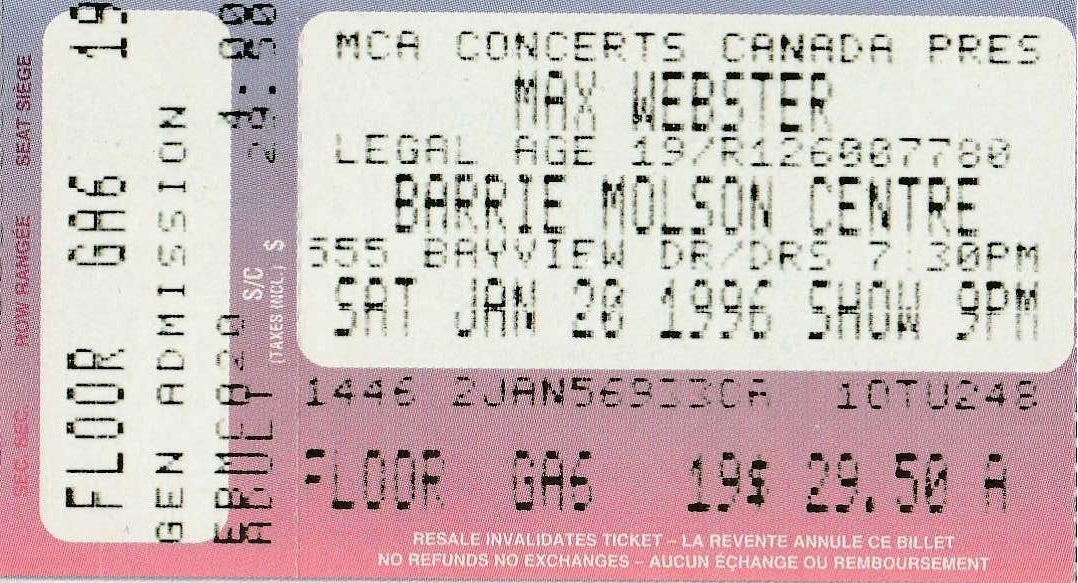 SEAT SIEGE
ROW RANGEE
SEC. SEC.
FLOOR GA6 19
GEN ADMISSION
S/C $
(TAXES INCL.)
MCA CONCERTS CANADA PRES
MAX WEBSTER
LEGAL AGE 19/R126007780
BARRIE MOLSON CENTRE
555 BAYVIEW DR/DRS 7:30PM
SAT JAN 20 1996 SHOW 9PM
1446 2JAN569 CA 10TU248
FLOOR GA6 19$ 29.50 A
RESALE INVALIDATES TICKET – LA REVENTE ANNULE CE BILLET
NO REFUNDS NO EXCHANGES – AUCUN ÉCHANGE OU REMBOURSEMENT